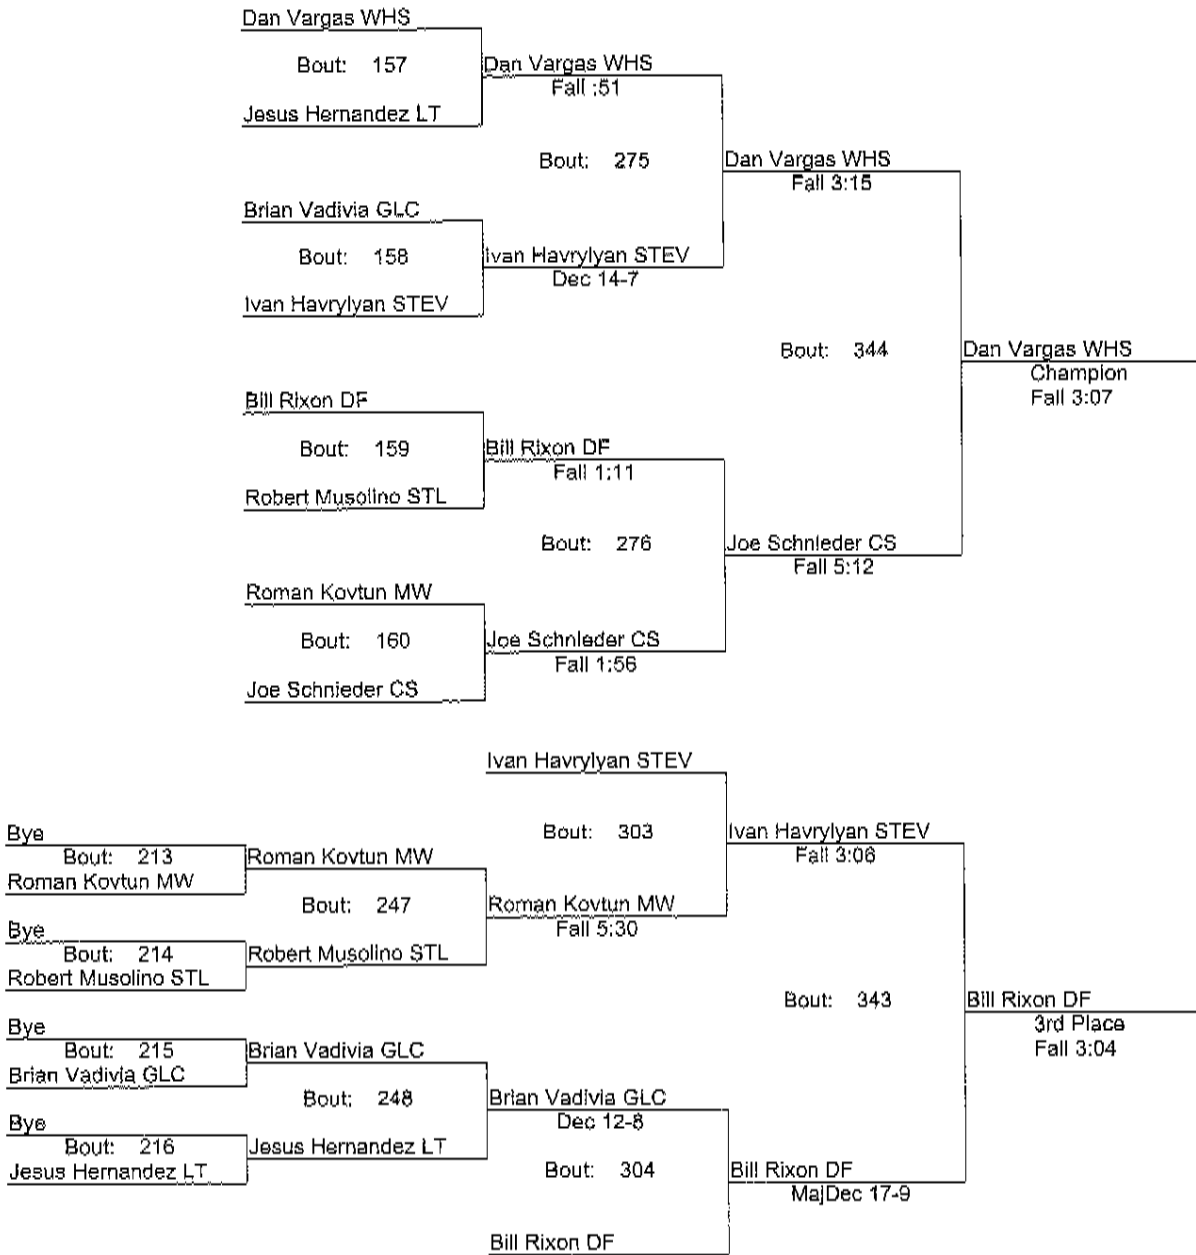 Dan Vargas WHS
Bout: 157
Dan Vargas WHS
Fall :51
Jesus Hernandez LT
Bout: 275
Dan Vargas WHS
Fall 3:15
Brian Vadivia GLC
Bout: 158
Ivan Havrylyan STEV
Dec 14-7
Ivan Havrylyan STEV
Bout: 344
Dan Vargas WHS
Champion
Fall 3:07
Bill Rixon DF
Bout: 159
Bill Rixon DF
Fall 1:11
Robert Musolino STL
Bout: 276
Joe Schnieder CS
Fall 5:12
Roman Kovtun MW
Bout: 160
Joe Schnieder CS
Fall 1:56
Joe Schnieder CS
Ivan Havrylyan STEV
Bout: 303
Ivan Havrylyan STEV
Fall 3:06
Bye
Bout: 213
Roman Kovtun MW
Roman Kovtun MW
Bout: 247
Roman Kovtun MW
Fall 5:30
Bye
Bout: 214
Robert Musolino STL
Robert Musolino STL
Bout: 343
Bill Rixon DF
3rd Place
Fall 3:04
Bye
Bout: 215
Brian Vadivia GLC
Brian Vadivia GLC
Bout: 248
Brian Vadivia GLC
Dec 12-8
Bye
Bout: 216
Jesus Hernandez LT
Jesus Hernandez LT
Bout: 304
Bill Rixon DF
MajDec 17-9
Bill Rixon DF